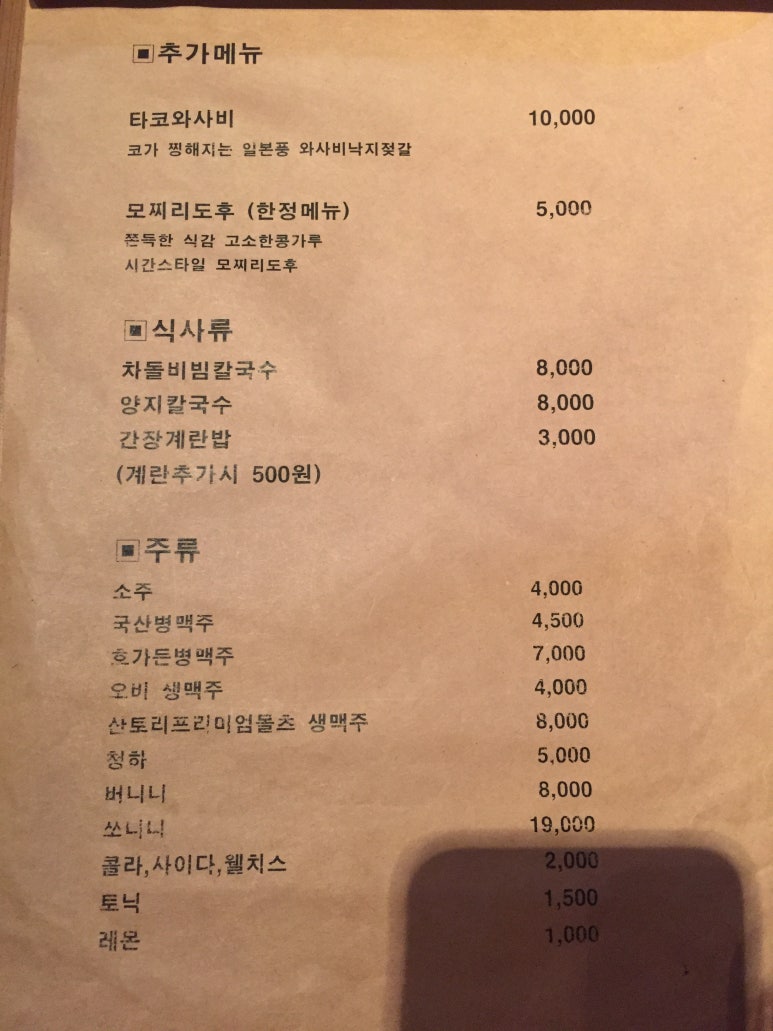 ▣추가메뉴
타코와사비 10,000
코가 찡해지는 일본풍 와사비낙지젖갈
모찌리도후 (한정메뉴) 5,000
쫀득한 식감 고소한콩가루
시간스타일 모찌리도후
▣식사류
차돌비빔칼국수 8,000
양지칼국수 8,000
간장계란밥 3,000
(계란추가시 500원)
▣주류
소주 4,000
국산병맥주 4,500
호가든병맥주 7,000
오비 생맥주 4,000
산토리프리미엄몰츠 생맥주 8,000
청하 5,000
버니니 8,000
쏘니니 19,000
콜라,사이다,웰치스 2,000
토닉 1,500
레몬 1,000